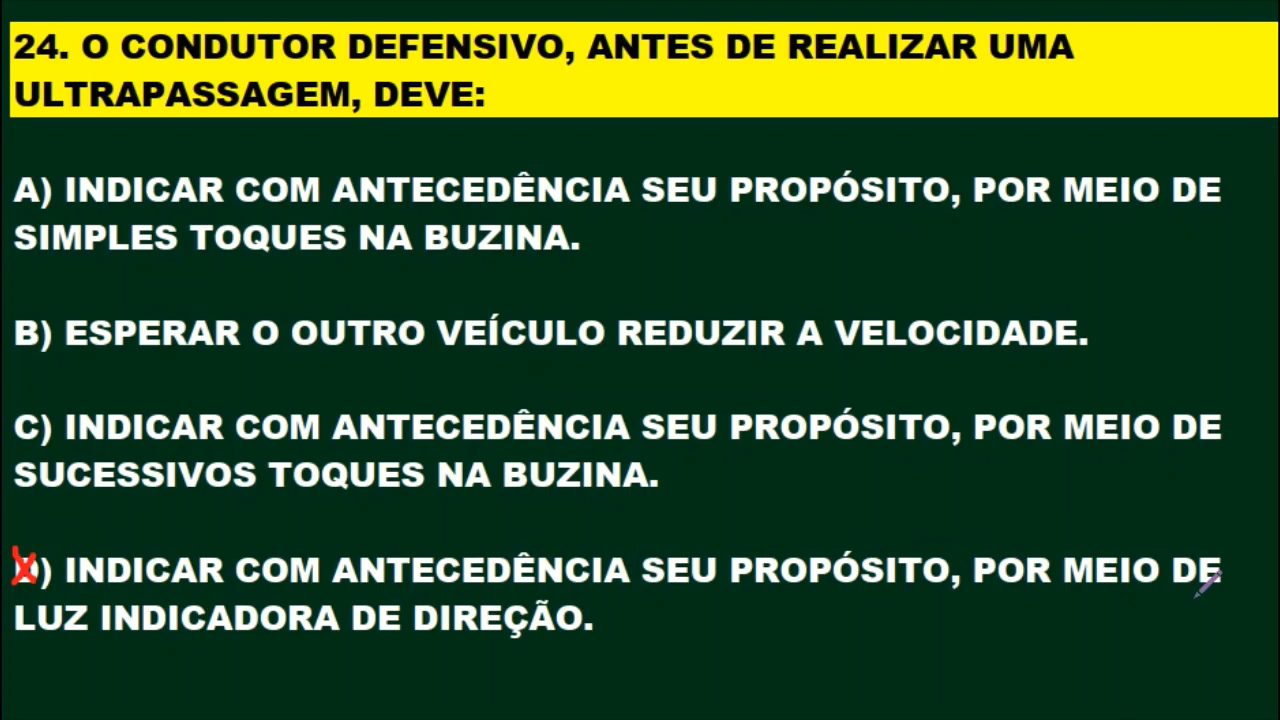 24. O CONDUTOR DEFENSIVO, ANTES DE REALIZAR UMA
ULTRAPASSAGEM, DEVE:
A) INDICAR COM ANTECEDÊNCIA SEU PROPÓSITO, POR MEIO DE
SIMPLES TOQUES NA BUZINA.
B) ESPERAR O OUTRO VEÍCULO REDUZIR A VELOCIDADE.
C) INDICAR COM ANTECEDÊNCIA SEU PROPÓSITO, POR MEIO DE
SUCESSIVOS TOQUES NA BUZINA.
D) INDICAR COM ANTECEDÊNCIA SEU PROPÓSITO, POR MEIO DE
LUZ INDICADORA DE DIREÇÃO.